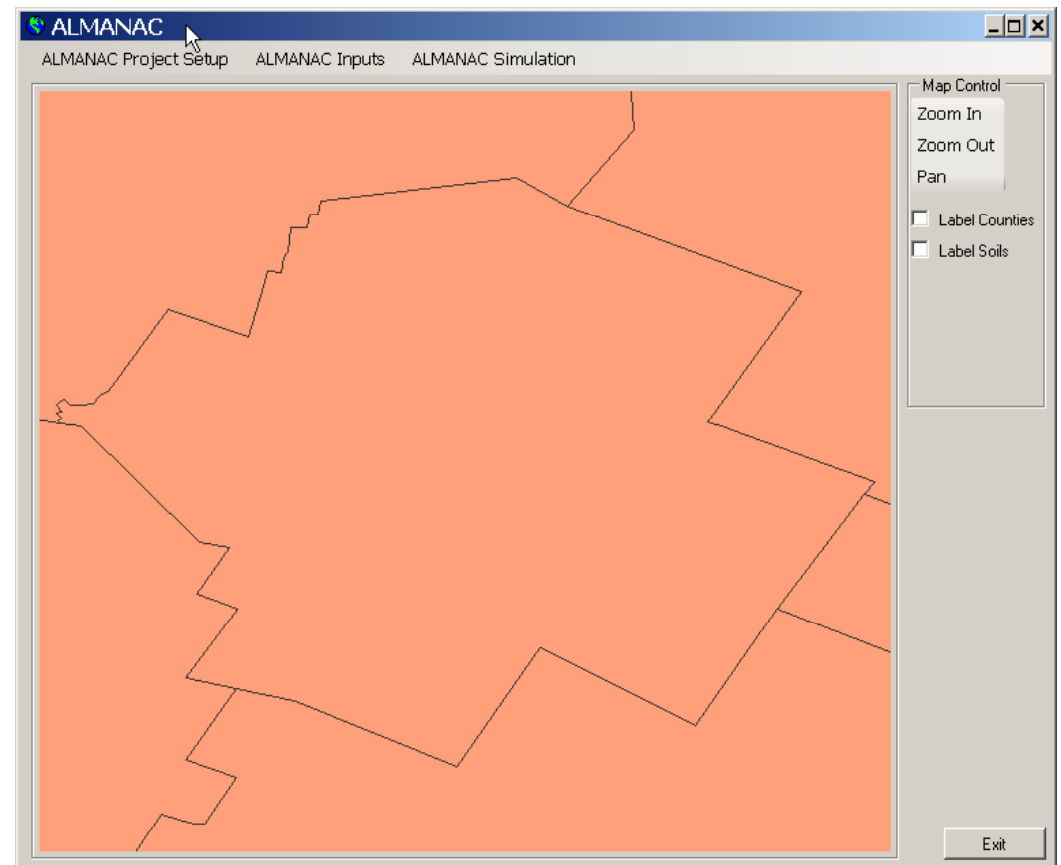 ALMANAC
ALMANAC Project Setup ALMANAC Inputs ALMANAC Simulation
Map Control
Zoom In
Zoom Out
Pan
Label Counties
Label Soils
Exit